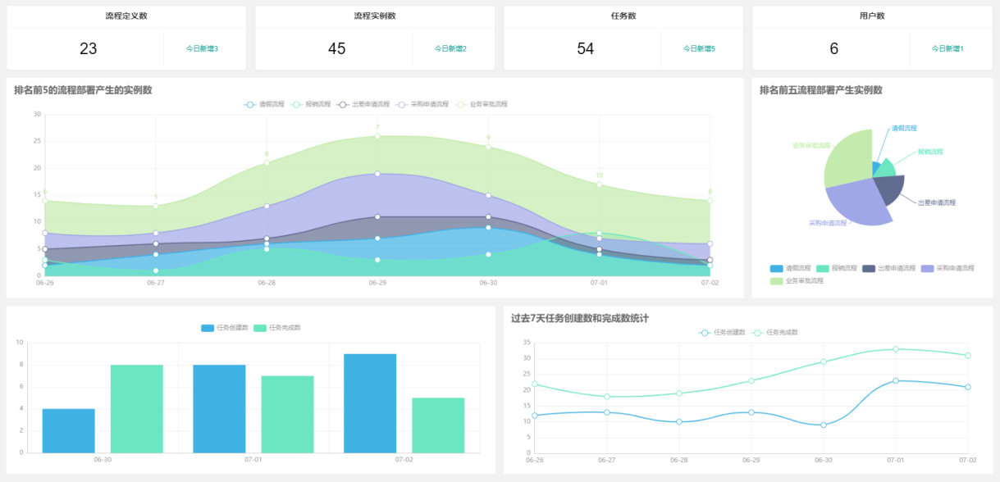 流程定义数
23
今日新增3
流程实例数
45
今日新增2
任务数
54
今日新增5
用户数
6
今日新增1
排名前5的流程部署产生的实例数
请假流程 报销流程 出差申请流程 采购申请流程 业务审批流程
30
25
20
15
10
5
0
6
5
8
7
9
10
8
06-26 06-27 06-28 06-29 06-30 07-01 07-02
排名前五流程部署产生实例数
请假流程
报销流程
出差申请流程
采购申请流程
业务审批流程
请假流程 报销流程 出差申请流程 采购申请流程
业务审批流程
任务创建数 任务完成数
10
8
6
4
2
0
06-30 07-01 07-02
过去7天任务创建数和完成数统计
任务创建数 任务完成数
35
30
25
20
15
10
5
0
06-26 06-27 06-28 06-29 06-30 07-01 07-02